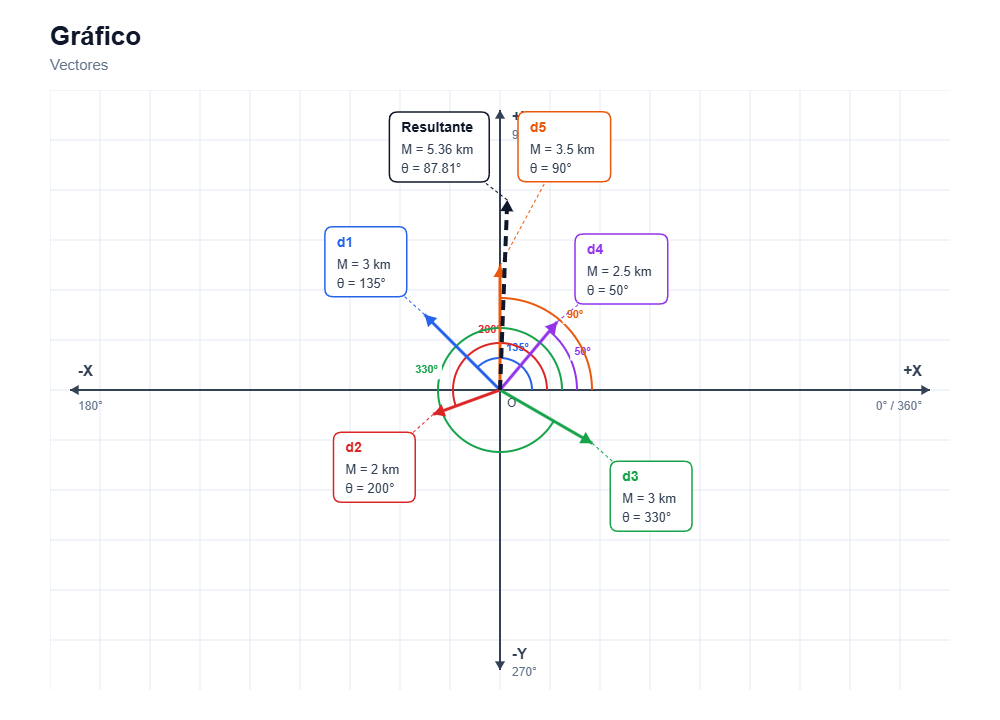 Gráfico
Vectores
Resultante
M = 5.36 km
θ = 87.81°
d5
M = 3.5 km
θ = 90°
d1
M = 3 km
θ = 135°
d4
M = 2.5 km
θ = 50°
90°
200°
135°
50°
330°
-X
180°
+X
0° / 360°
O
d2
M = 2 km
θ = 200°
d3
M = 3 km
θ = 330°
-Y
270°